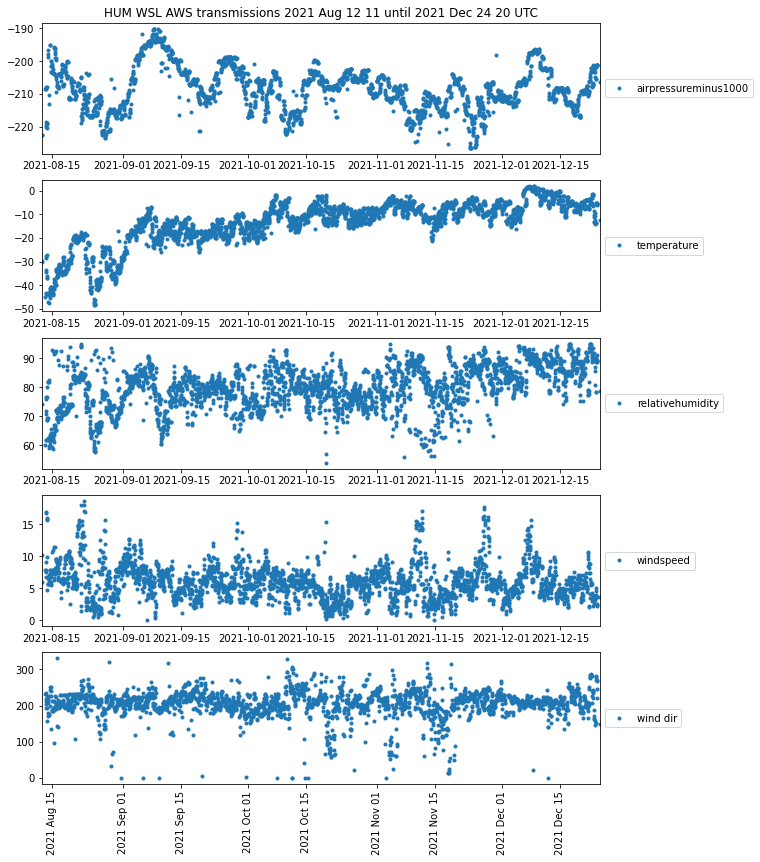 HUM WSL AWS transmissions 2021 Aug 12 11 until 2021 Dec 24 20 UTC
−190
−200
−210
−220
airpressureminus1000
2021-08-15 2021-09-01 2021-09-15 2021-10-01 2021-10-15 2021-11-01 2021-11-15 2021-12-01 2021-12-15
0
−10
−20
−30
−40
−50
temperature
2021-08-15 2021-09-01 2021-09-15 2021-10-01 2021-10-15 2021-11-01 2021-11-15 2021-12-01 2021-12-15
90
80
70
60
relativehumidity
2021-08-15 2021-09-01 2021-09-15 2021-10-01 2021-10-15 2021-11-01 2021-11-15 2021-12-01 2021-12-15
15
10
5
0
windspeed
2021-08-15 2021-09-01 2021-09-15 2021-10-01 2021-10-15 2021-11-01 2021-11-15 2021-12-01 2021-12-15
300
200
100
0
wind dir
2021 Aug 15
2021 Sep 01
2021 Sep 15
2021 Oct 01
2021 Oct 15
2021 Nov 01
2021 Nov 15
2021 Dec 01
2021 Dec 15